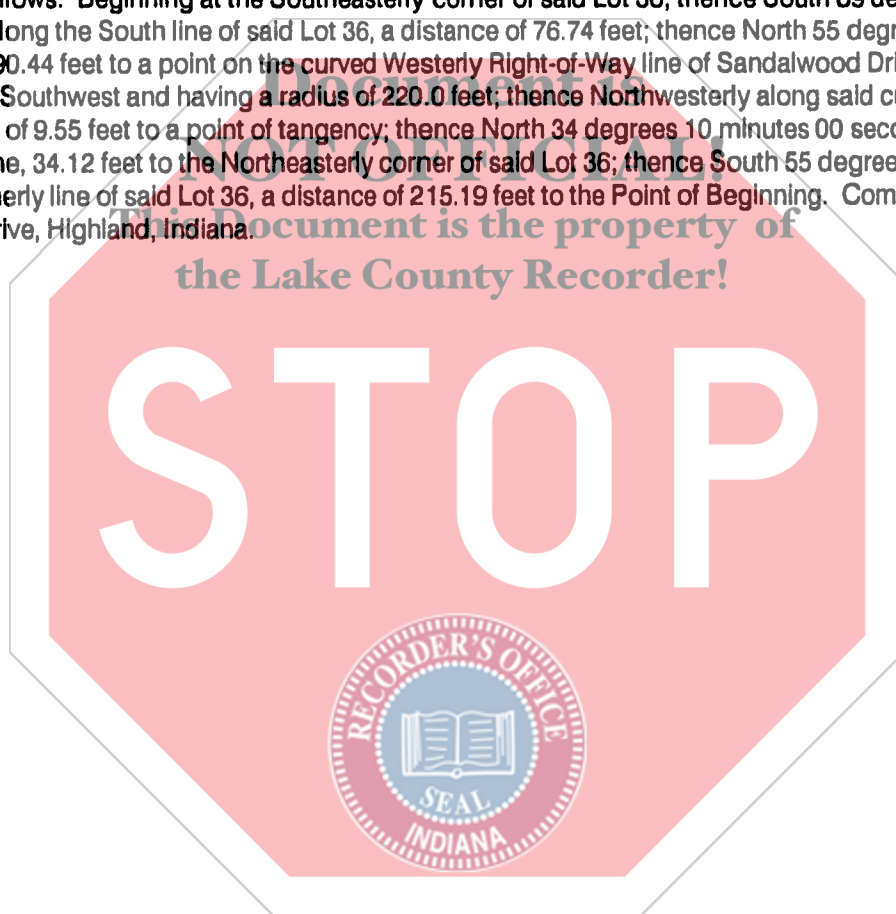 llows. Beginning at the Southeasterly corner of said Lot 36, thence South 89 de
long the South line of said Lot 36, a distance of 76.74 feet; thence North 55 degr
90.44 feet to a point on the curved Westerly Right-of-Way line of Sandalwood Dri
Southwest and having a radius of 220.0 feet; thence Northwesterly along said c
of 9.55 feet to a point of tangency; thence North 34 degrees 10 minutes 00 seco
ne, 34.12 feet to the Northeasterly corner of said Lot 36; thence South 55 degree
nerly line of said Lot 36, a distance of 215.19 feet to the Point of Beginning. Com
rive, Highland, Indiana.
Document is
NOT OFFICIAL!
This Document is the property of
the Lake County Recorder!
STOP
RECORDER'S OFFICE
SEAL
INDIANA